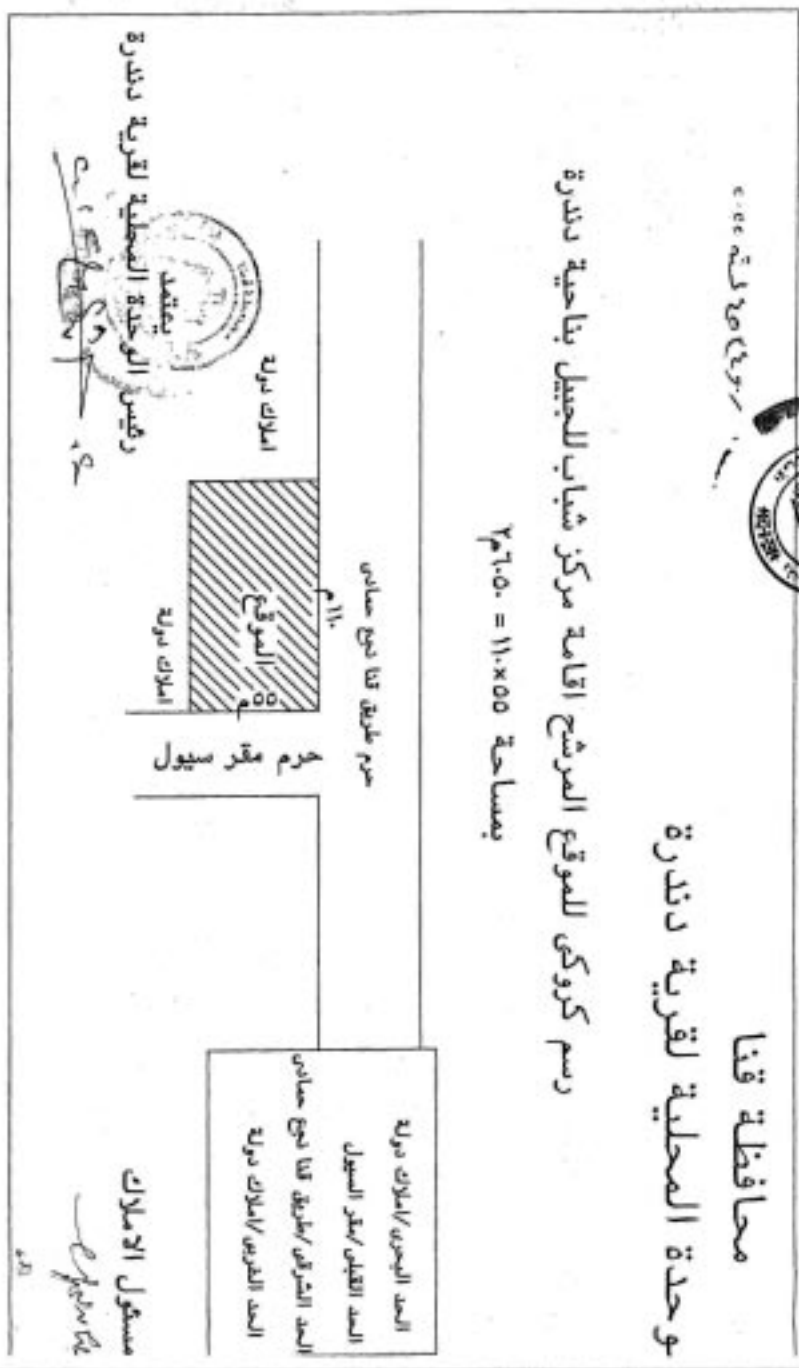 محافظة قنا
وحدة المحلية لقرية دندرة
رسم كروكى للموقع المرشح اقامة مركز شباب للجبيل بناحية دندرة
بمساحة ٥٥×١١٠ = ٦٠٥٠م٢
حرم طريق قنا نجع حمادى
١١٠م
الموقع
٥٥م
املاك دولة
املاك دولة
حرم مخر سيول
الحد البحرى/املاك دولة
الحد القبلى/مخر السيول
الحد الشرقى/طريق قنا نجع حمادى
الحد الغربى/املاك دولة
مسئول الاملاك
يعتمد
رئيس الوحدة المحلية لقرية دندرة